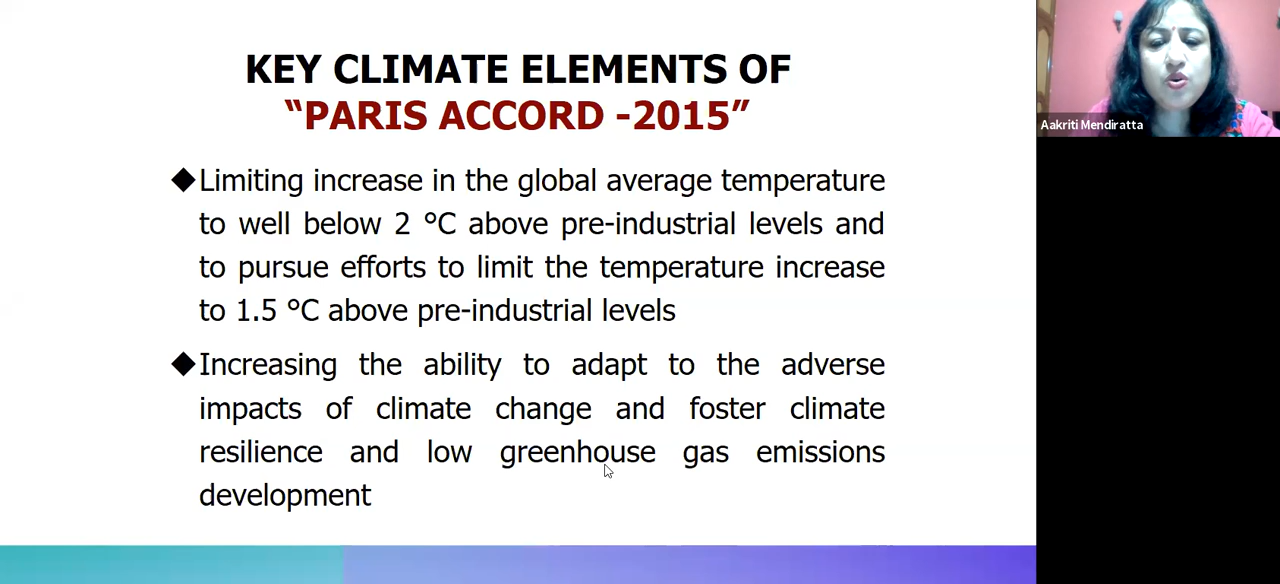 KEY CLIMATE ELEMENTS OF
“PARIS ACCORD -2015”
Limiting increase in the global average temperature
to well below 2 °C above pre-industrial levels and
to pursue efforts to limit the temperature increase
to 1.5 °C above pre-industrial levels
Increasing the ability to adapt to the adverse
impacts of climate change and foster climate
resilience and low greenhouse gas emissions
development
Aakriti Mendiratta